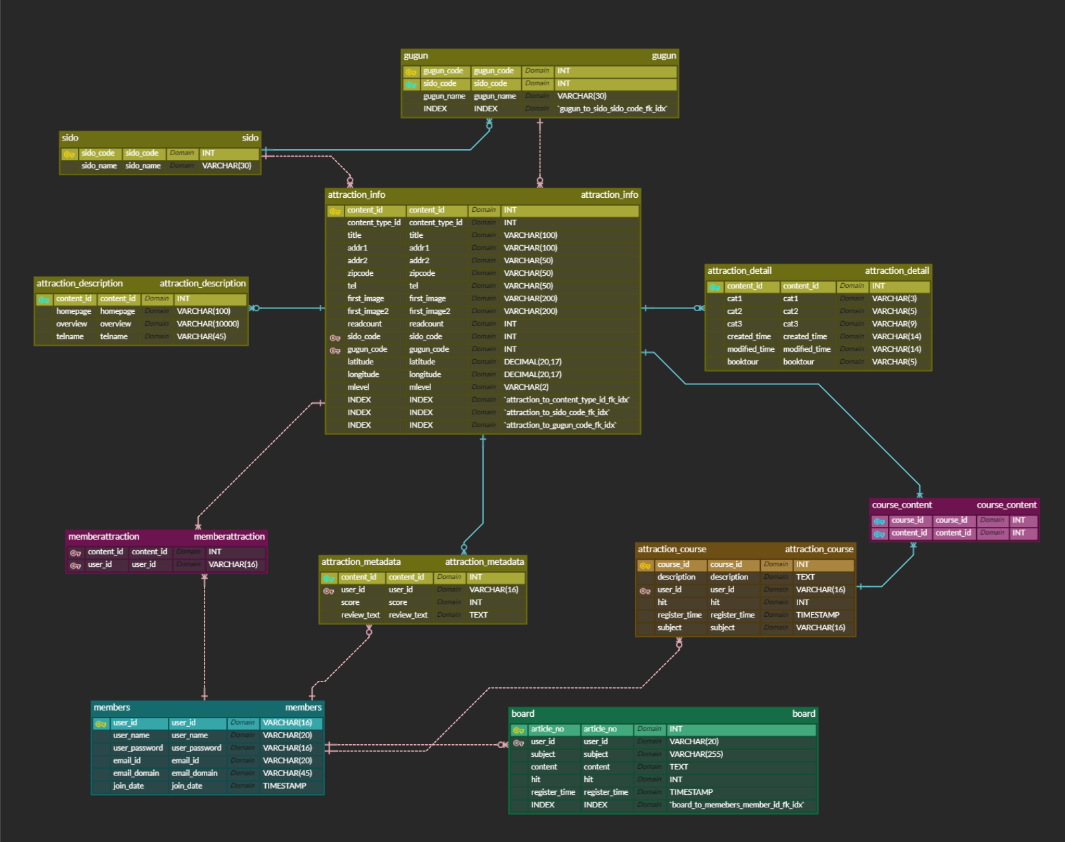 gugun gugun
gugun_code gugun_code Domain INT
sido_code sido_code Domain INT
gugun_name gugun_name Domain VARCHAR(30)
INDEX INDEX Domain `gugun_to_sido_sido_code_fk_idx`
sido sido
sido_code sido_code Domain INT
sido_name sido_name Domain VARCHAR(30)
attraction_info attraction_info
content_id content_id Domain INT
content_type_id content_type_id Domain INT
title title Domain VARCHAR(100)
addr1 addr1 Domain VARCHAR(100)
addr2 addr2 Domain VARCHAR(50)
zipcode zipcode Domain VARCHAR(50)
tel tel Domain VARCHAR(50)
first_image first_image Domain VARCHAR(200)
first_image2 first_image2 Domain VARCHAR(200)
readcount readcount Domain INT
sido_code sido_code Domain INT
gugun_code gugun_code Domain INT
latitude latitude Domain DECIMAL(20,17)
longitude longitude Domain DECIMAL(20,17)
mlevel mlevel Domain VARCHAR(2)
INDEX INDEX Domain `attraction_to_content_type_id_fk_idx`
INDEX INDEX Domain `attraction_to_sido_code_fk_idx`
INDEX INDEX Domain `attraction_to_gugun_code_fk_idx`
attraction_description attraction_description
content_id content_id Domain INT
homepage homepage Domain VARCHAR(100)
overview overview Domain VARCHAR(10000)
telname telname Domain VARCHAR(45)
attraction_detail attraction_detail
content_id content_id Domain INT
cat1 cat1 Domain VARCHAR(3)
cat2 cat2 Domain VARCHAR(5)
cat3 cat3 Domain VARCHAR(9)
created_time created_time Domain VARCHAR(14)
modified_time modified_time Domain VARCHAR(14)
booktour booktour Domain VARCHAR(5)
course_content course_content
course_id course_id Domain INT
content_id content_id Domain INT
memberattraction memberattraction
content_id content_id Domain INT
user_id user_id Domain VARCHAR(16)
attraction_metadata attraction_metadata
content_id content_id Domain INT
user_id user_id Domain VARCHAR(16)
score score Domain INT
review_text review_text Domain TEXT
attraction_course attraction_course
course_id course_id Domain INT
description description Domain TEXT
user_id user_id Domain VARCHAR(16)
hit hit Domain INT
register_time register_time Domain TIMESTAMP
subject subject Domain VARCHAR(16)
members members
user_id user_id Domain VARCHAR(16)
user_name user_name Domain VARCHAR(20)
user_password user_password Domain VARCHAR(16)
email_id email_id Domain VARCHAR(20)
email_domain email_domain Domain VARCHAR(45)
join_date join_date Domain TIMESTAMP
board board
article_no article_no Domain INT
user_id user_id Domain VARCHAR(20)
subject subject Domain VARCHAR(255)
content content Domain TEXT
hit hit Domain INT
register_time register_time Domain TIMESTAMP
INDEX INDEX Domain `board_to_memebers_member_id_fk_idx`